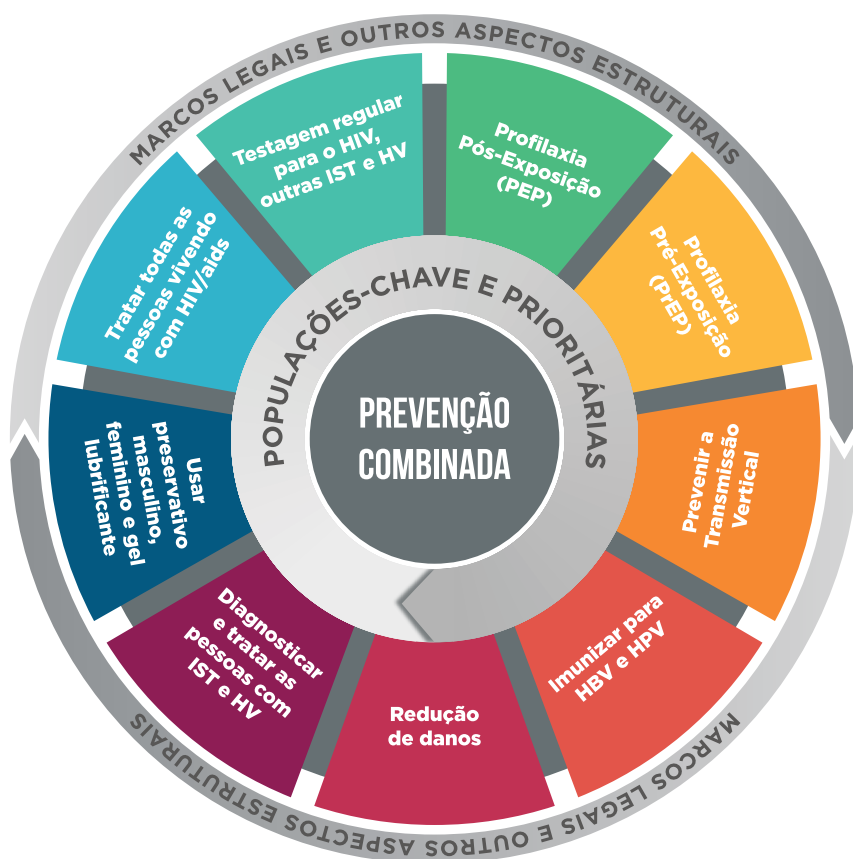 MARCOS LEGAIS E OUTROS ASPECTOS ESTRUTURAIS
Testagem regular
para o HIV,
outras IST e HV
Profilaxia
Pós-Exposição
(PEP)
Profilaxia
Pré-Exposição
(PrEP)
Prevenir a
Transmissão
Vertical
Imunizar para
HBV e HPV
Redução
de danos
Diagnosticar
e tratar as
pessoas com
IST e HV
Usar
preservativo
masculino,
feminino e gel
lubrificante
Tratar todas as
pessoas vivendo
com HIV/aids
POPULAÇÕES-CHAVE E PRIORITÁRIAS
PREVENÇÃO
COMBINADA
MARCOS LEGAIS E OUTROS ASPECTOS ESTRUTURAIS